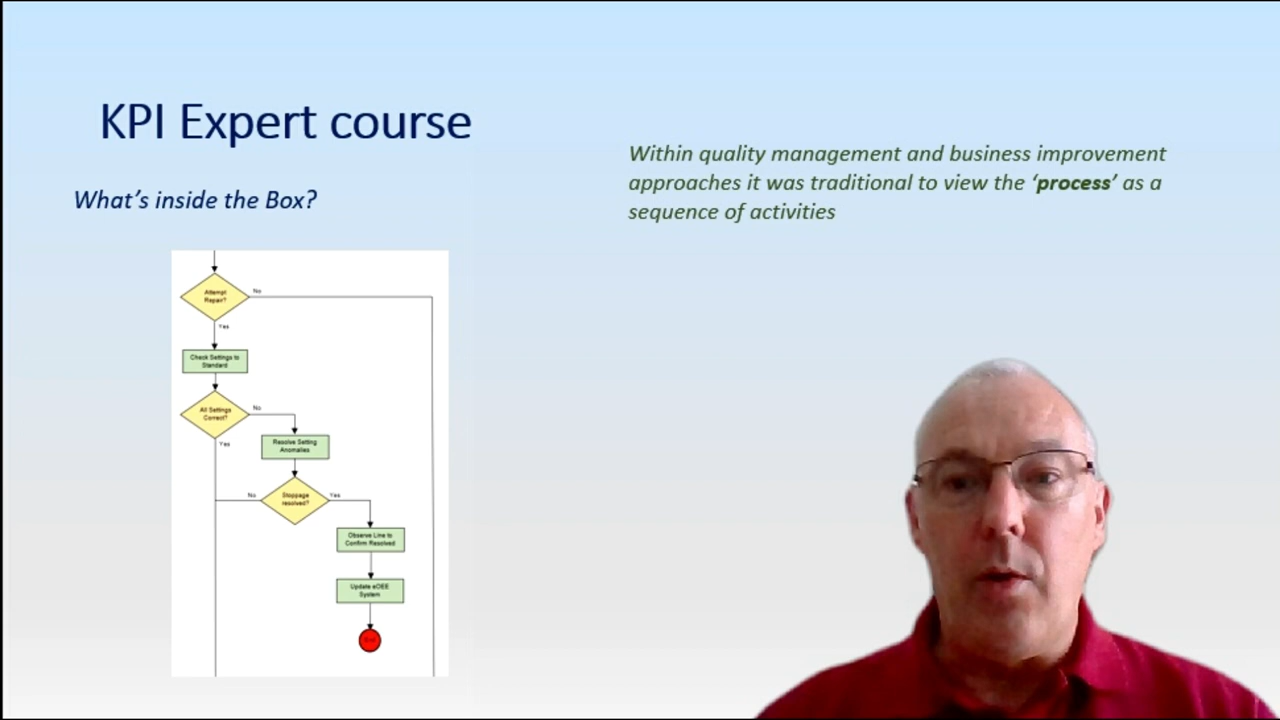 KPI Expert course
What's inside the Box?
Within quality management and business improvement
approaches it was traditional to view the ‘process’ as a
sequence of activities
Attempt
Repair?
No
Yes
Check Settings to
Standard
All Settings
Correct?
No
Yes
Resolve Setting
Anomalies
Stoppage
resolved?
No
Yes
Observe Line to
Confirm Resolved
Update eOEE
System